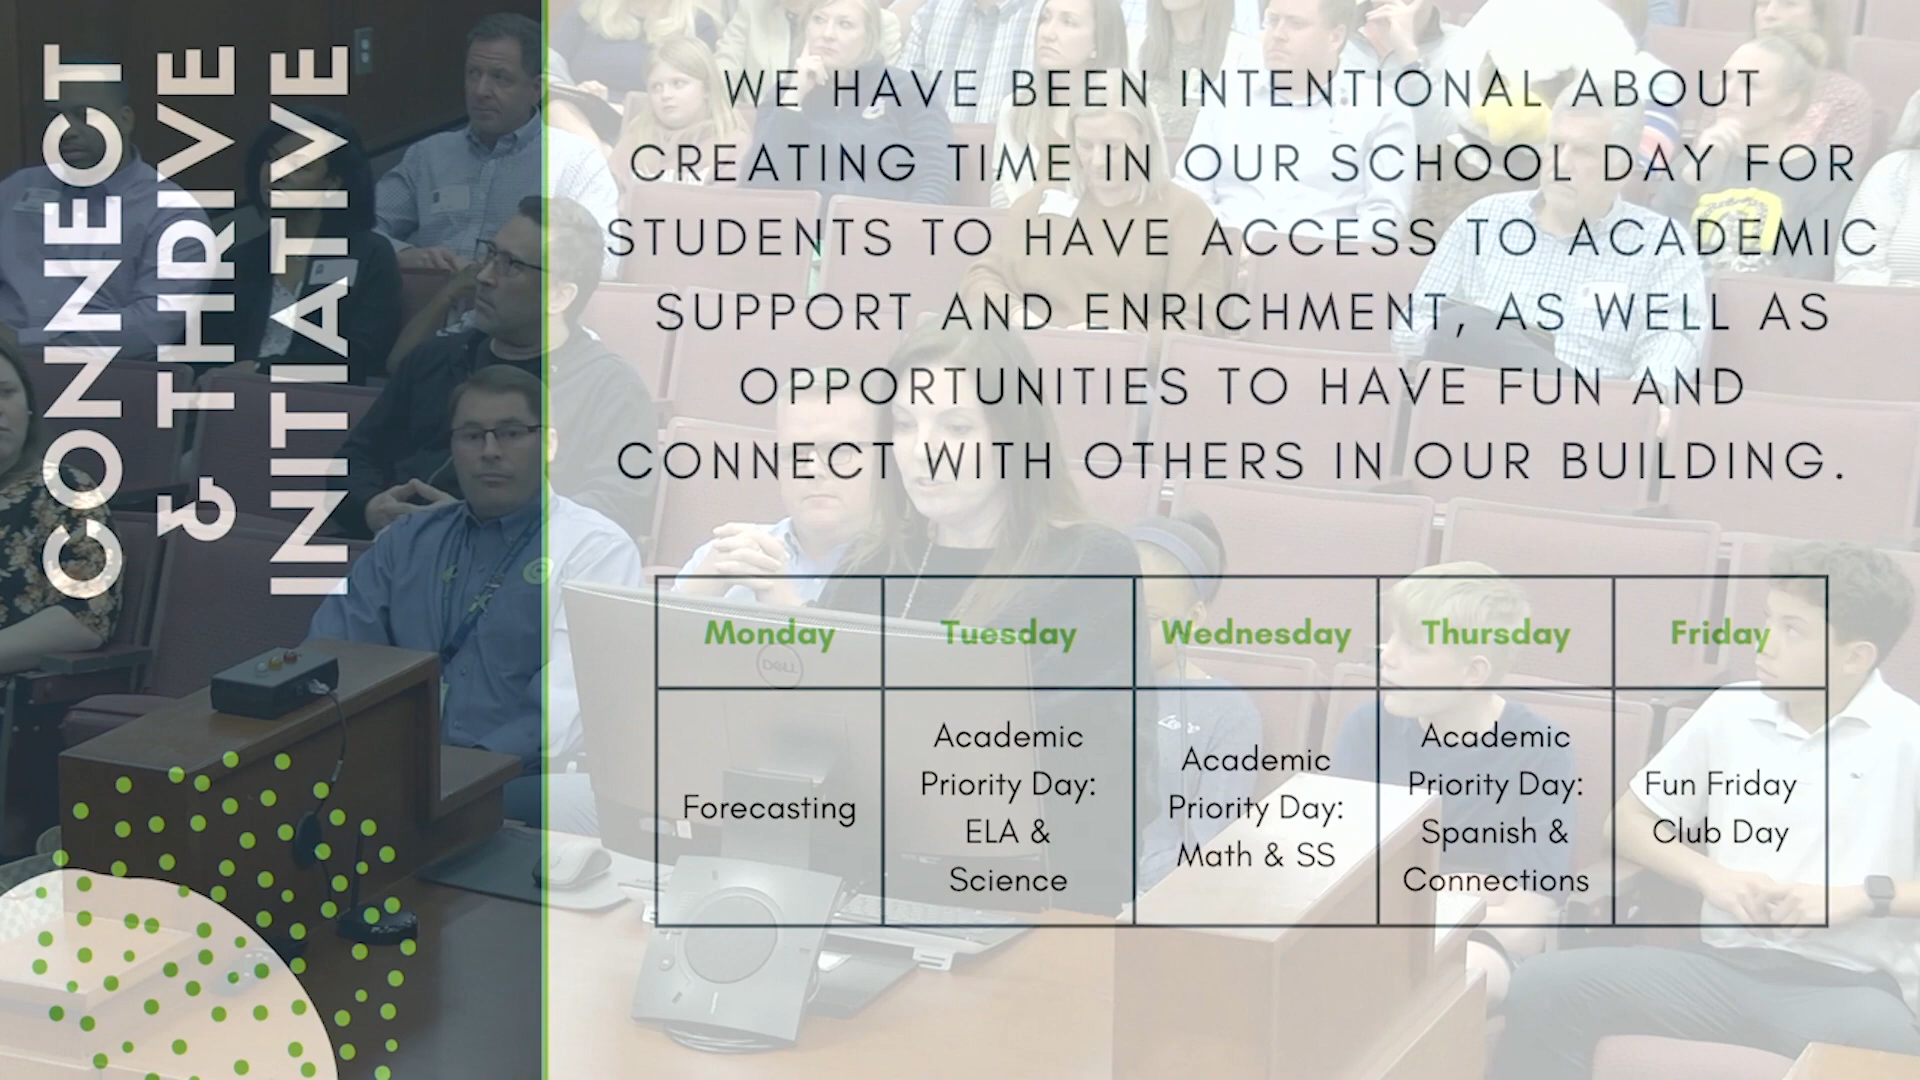 CONNECT
& THRIVE
INITIATIVE
WE HAVE BEEN INTENTIONAL ABOUT
CREATING TIME IN OUR SCHOOL DAY FOR
STUDENTS TO HAVE ACCESS TO ACADEMIC
SUPPORT AND ENRICHMENT, AS WELL AS
OPPORTUNITIES TO HAVE FUN AND
CONNECT WITH OTHERS IN OUR BUILDING.
Monday Tuesday Wednesday Thursday Friday
DELL
Forecasting
Academic
Priority Day:
ELA &
Science
Academic
Priority Day:
Math & SS
Academic
Priority Day:
Spanish &
Connections
Fun Friday
Club Day